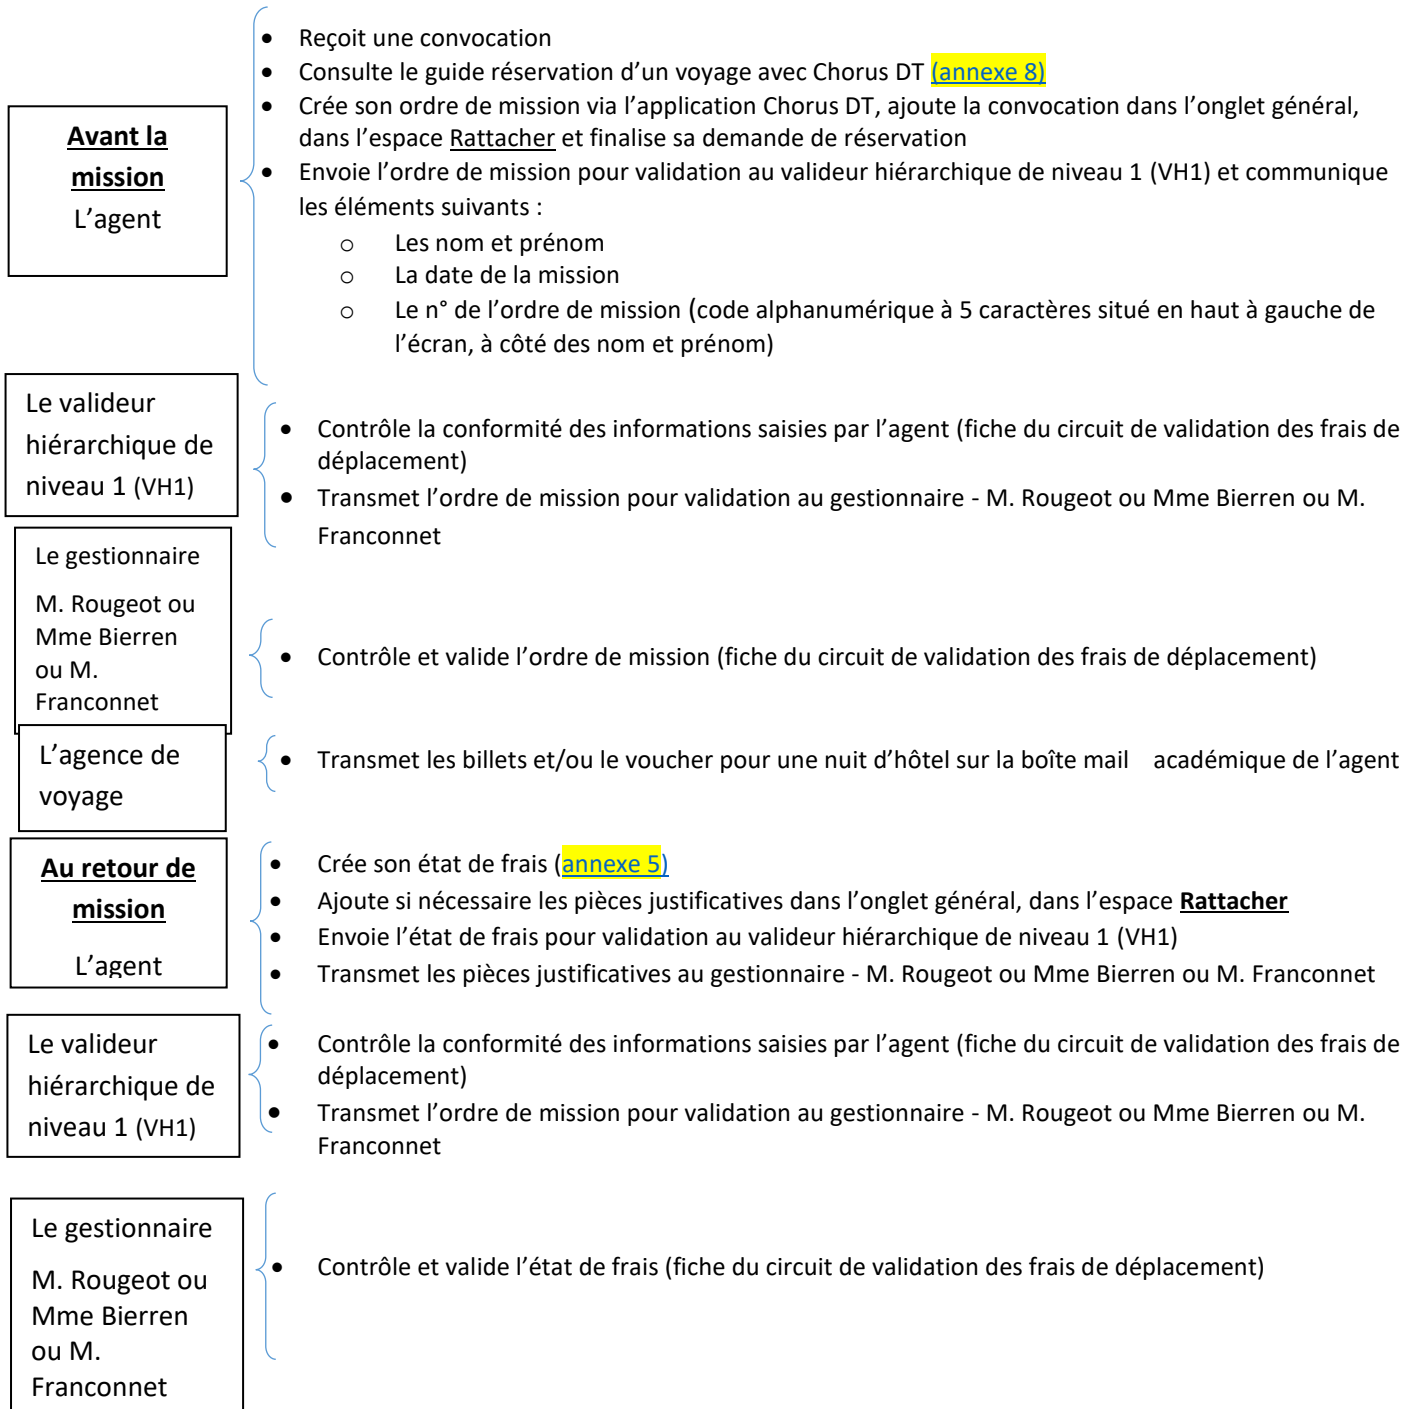 Avant la
mission
L’agent
• Reçoit une convocation
• Consulte le guide réservation d’un voyage avec Chorus DT (annexe 8)
• Crée son ordre de mission via l’application Chorus DT, ajoute la convocation dans l’onglet général,
dans l’espace Rattacher et finalise sa demande de réservation
• Envoie l’ordre de mission pour validation au valideur hiérarchique de niveau 1 (VH1) et communique
les éléments suivants :
o Les nom et prénom
o La date de la mission
o Le n° de l’ordre de mission (code alphanumérique à 5 caractères situé en haut à gauche de
l’écran, à côté des nom et prénom)
Le valideur
hiérarchique de
niveau 1 (VH1)
• Contrôle la conformité des informations saisies par l’agent (fiche du circuit de validation des frais de
déplacement)
• Transmet l’ordre de mission pour validation au gestionnaire - M. Rougeot ou Mme Bierren ou M.
Franconnet
Le gestionnaire
M. Rougeot ou
Mme Bierren
ou M.
Franconnet
• Contrôle et valide l’ordre de mission (fiche du circuit de validation des frais de déplacement)
L’agence de
voyage
• Transmet les billets et/ou le voucher pour une nuit d’hôtel sur la boîte mail académique de l’agent
Au retour de
mission
L’agent
• Crée son état de frais (annexe 5)
• Ajoute si nécessaire les pièces justificatives dans l’onglet général, dans l’espace Rattacher
• Envoie l’état de frais pour validation au valideur hiérarchique de niveau 1 (VH1)
• Transmet les pièces justificatives au gestionnaire - M. Rougeot ou Mme Bierren ou M. Franconnet
Le valideur
hiérarchique de
niveau 1 (VH1)
• Contrôle la conformité des informations saisies par l’agent (fiche du circuit de validation des frais de
déplacement)
• Transmet l’ordre de mission pour validation au gestionnaire - M. Rougeot ou Mme Bierren ou M.
Franconnet
Le gestionnaire
M. Rougeot ou
Mme Bierren
ou M.
Franconnet
• Contrôle et valide l’état de frais (fiche du circuit de validation des frais de déplacement)